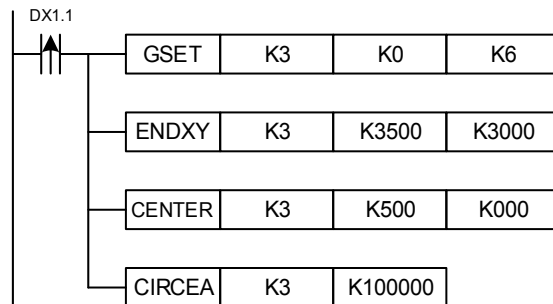 DX1.1
GSET K3 K0 K6
ENDXY K3 K3500 K3000
CENTER K3 K500 K000
CIRCEA K3 K100000